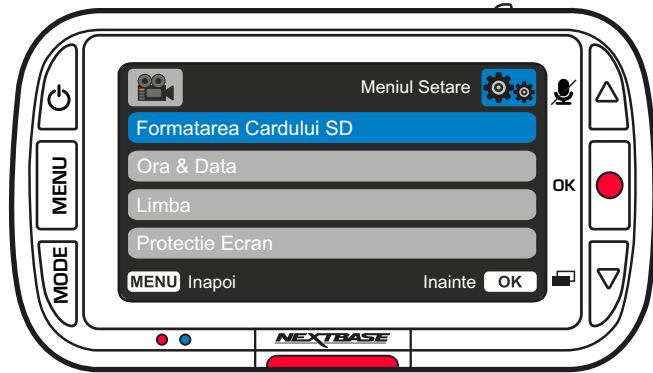 Meniul Setare
Formatarea Cardului SD
Ora & Data
Limba
Protectie Ecran
MENU Inapoi Inainte OK
MENU
MODE
OK
NEXTBASE